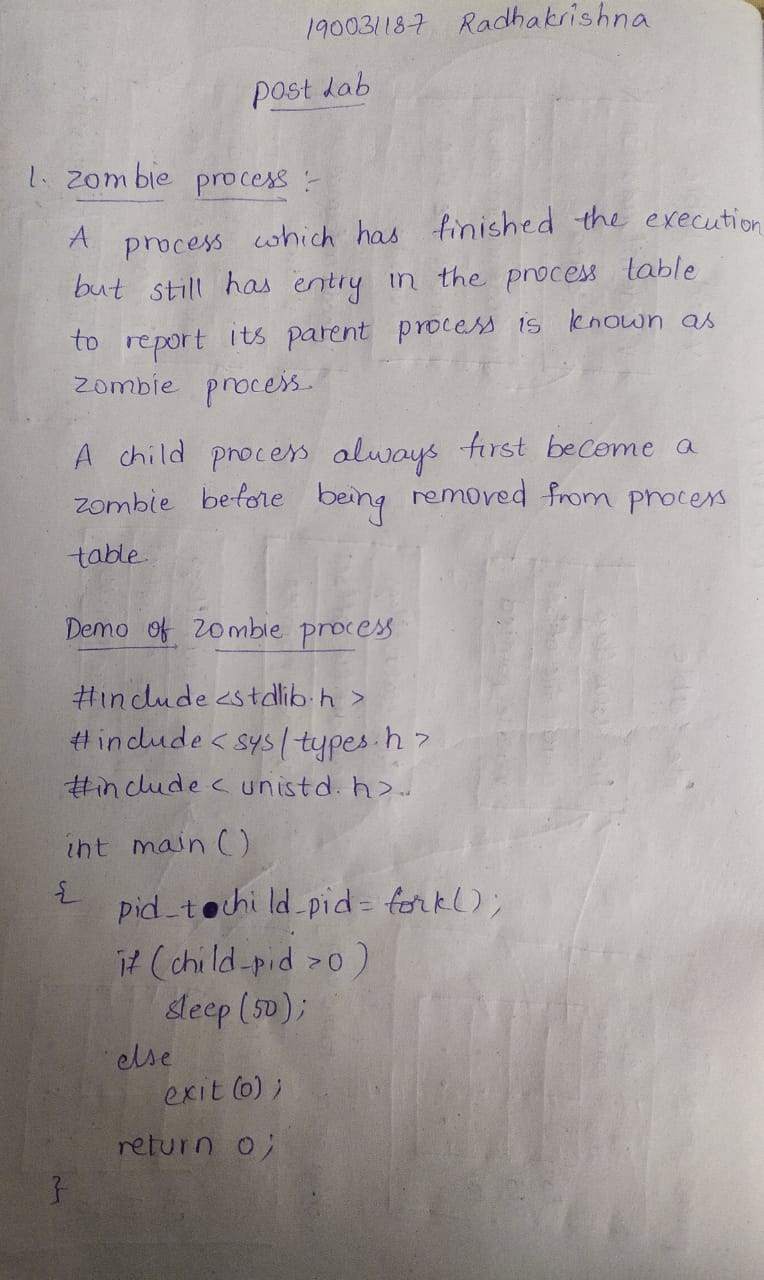 190031187 Radhakrishna
Post Lab
1. Zombie process :-
A process which has finished the execution
but still has entry in the process table
to report its parent process is known as
zombie process.
A child process always first become a
zombie before being removed from process
table.
Demo of zombie process
#include <stdlib.h>
#include <sys/types.h>
#include < unistd.h>
int main ()
{ pid_t child_pid = fork();
if (child_pid >0)
sleep (50);
else
exit (0);
return 0;
}